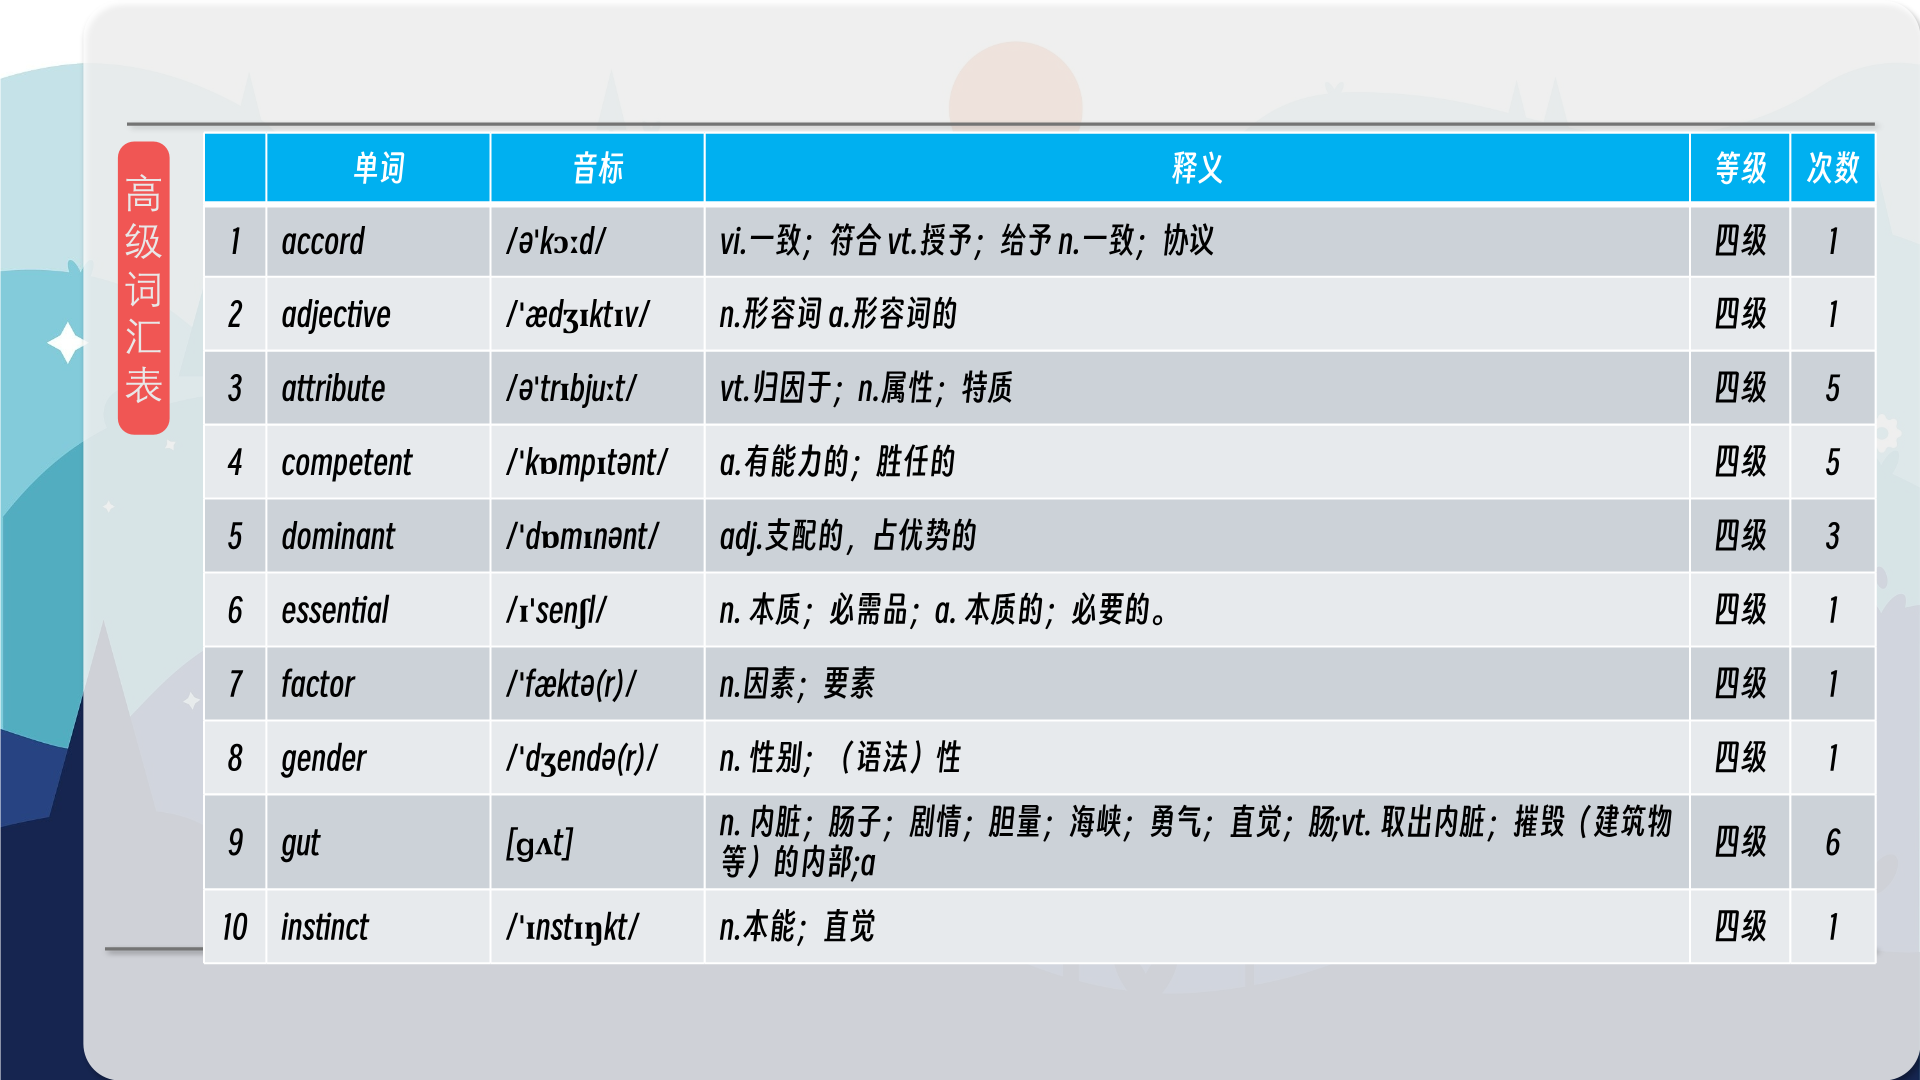 高级词汇表
单词 音标 释义 等级 次数
1 accord /ə'kɔːd/ vi.一致；符合 vt.授予；给予 n.一致；协议 四级 1
2 adjective /'ædʒɪktɪv/ n.形容词 a.形容词的 四级 1
3 attribute /ə'trɪbjuːt/ vt.归因于；n.属性；特质 四级 5
4 competent /'kɒmpɪtənt/ a.有能力的；胜任的 四级 5
5 dominant /'dɒmɪnənt/ adj.支配的，占优势的 四级 3
6 essential /ɪ'senʃl/ n. 本质；必需品；a. 本质的；必要的。 四级 1
7 factor /'fæktə(r)/ n.因素；要素 四级 1
8 gender /'dʒendə(r)/ n. 性别；（语法）性 四级 1
9 gut [gʌt] n. 内脏；肠子；剧情；胆量；海峡；勇气；直觉；肠;vt. 取出内脏；摧毁（建筑物
等）的内部;a 四级 6
10 instinct /'ɪnstɪŋkt/ n.本能；直觉 四级 1